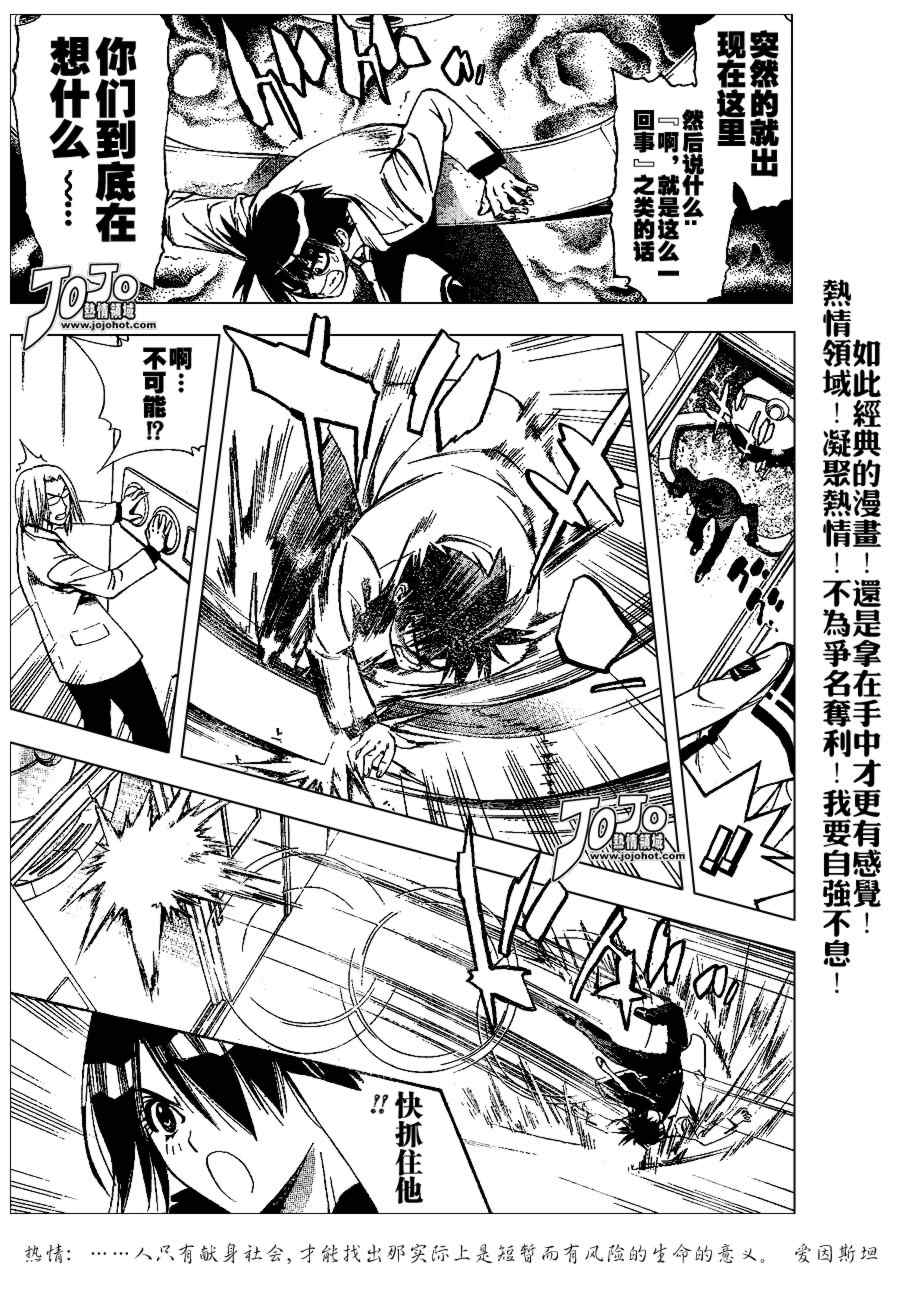 突然的就出
现在这里
然后说什么:
『啊，就是这么一
回事』之类的话
你们到底在
想什么
～…
JOJO
熱情領域
www.jojohot.com
!!
啊…
不可能!?
JOJO
熱情領域
www.jojohot.com
快抓住他
!!
如此經典的漫畫！還是拿在手中才更有感覺！
熱情領域！凝聚熱情！不為爭名奪利！我要自強不息！
热情：……人只有献身社会，才能找出那实际上是短暂而有风险的生命的意义。 爱因斯坦